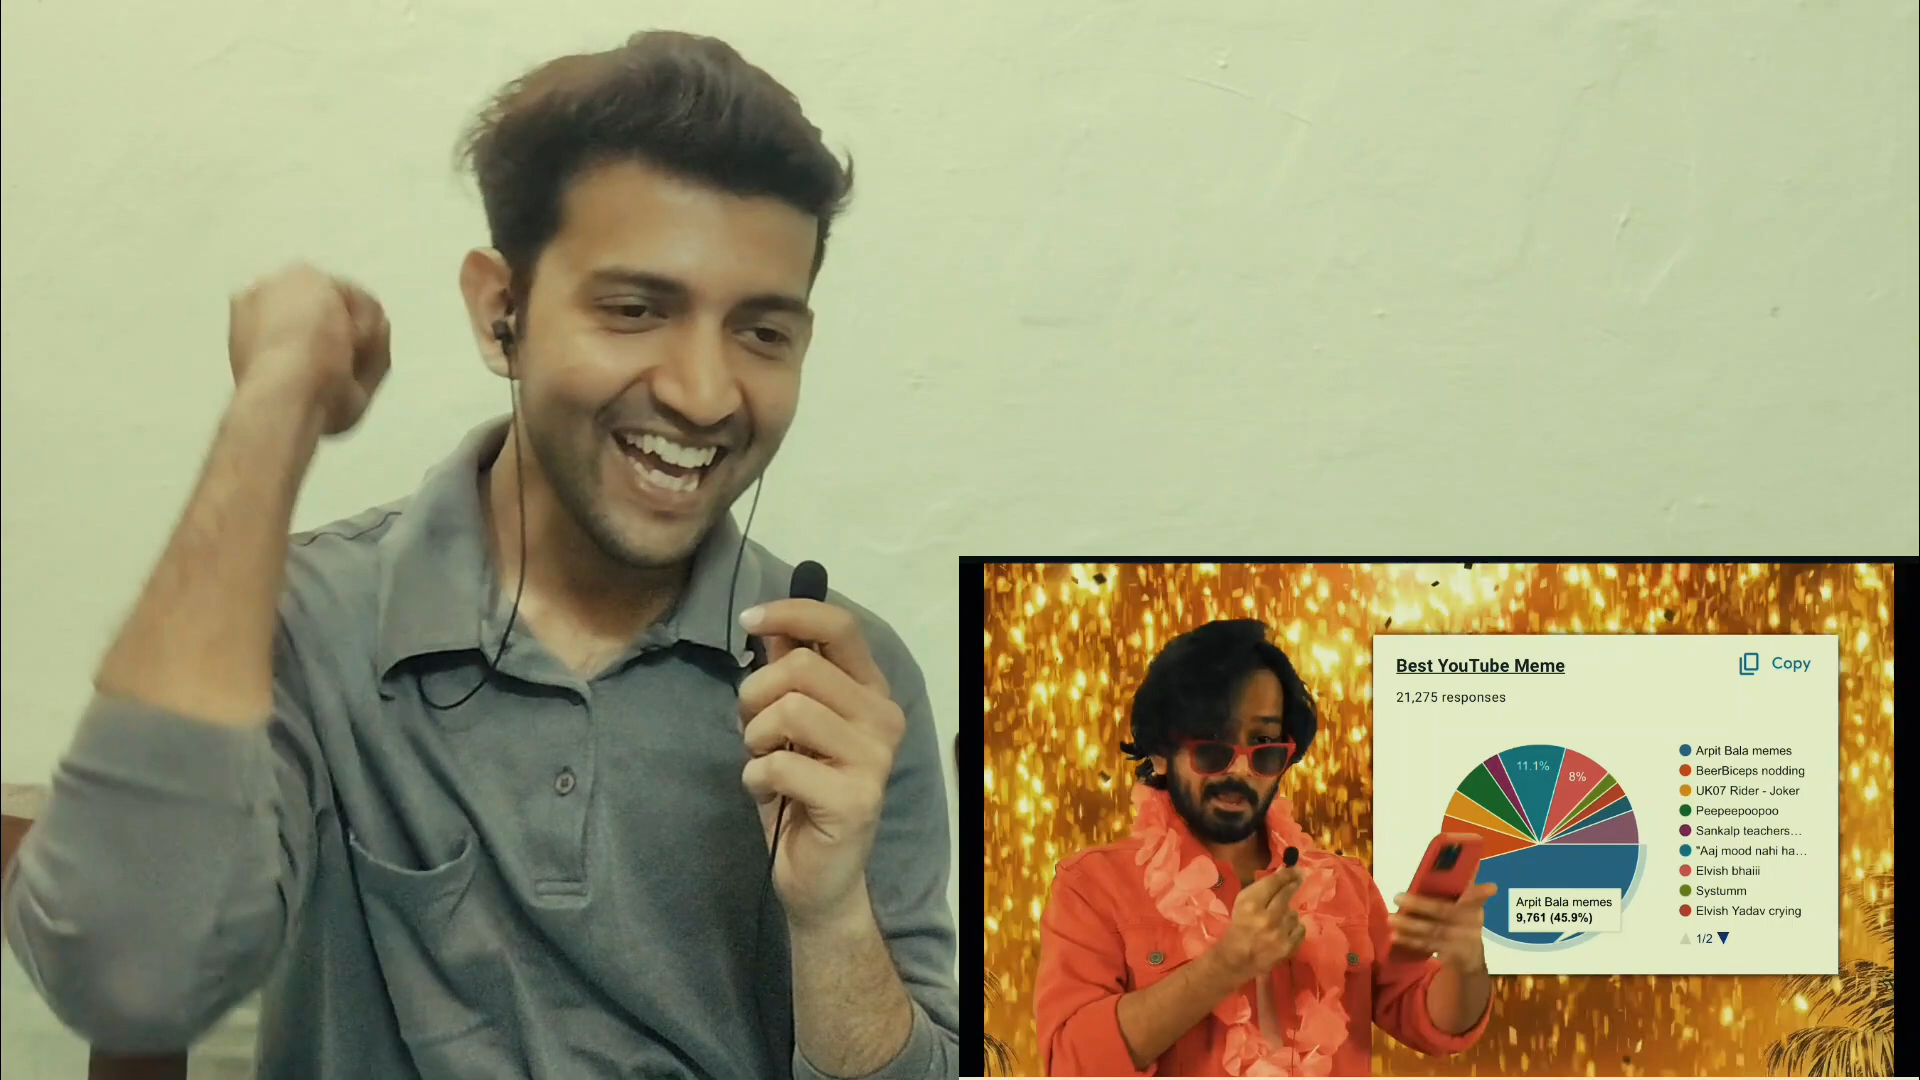 Best YouTube Meme
Copy
21,275 responses
11.1%
8%
Arpit Bala memes
BeerBiceps nodding
UK07 Rider - Joker
Peepeepoopoo
Sankalp teachers...
"Aaj mood nahi ha...
Elvish bhaiii
Systumm
Elvish Yadav crying
Arpit Bala memes
9,761 (45.9%)
1/2